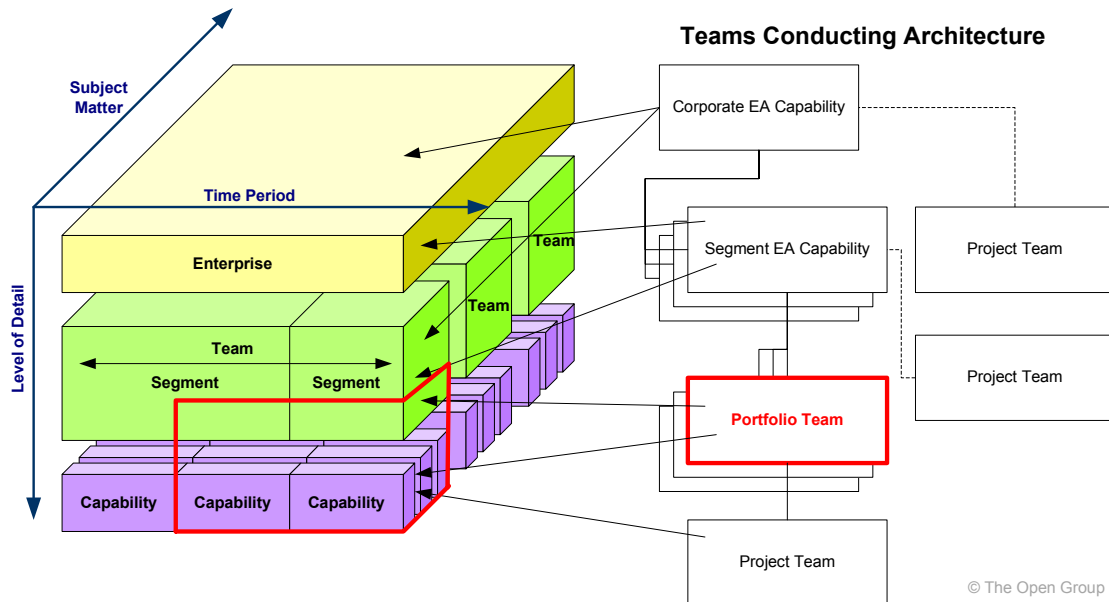 Teams Conducting Architecture
Subject
Matter
Corporate EA Capability
Time Period
Team
Segment EA Capability
Project Team
Enterprise
Team
Level of Detail
Team
Project Team
Segment
Segment
Portfolio Team
Capability
Capability
Capability
Project Team
© The Open Group